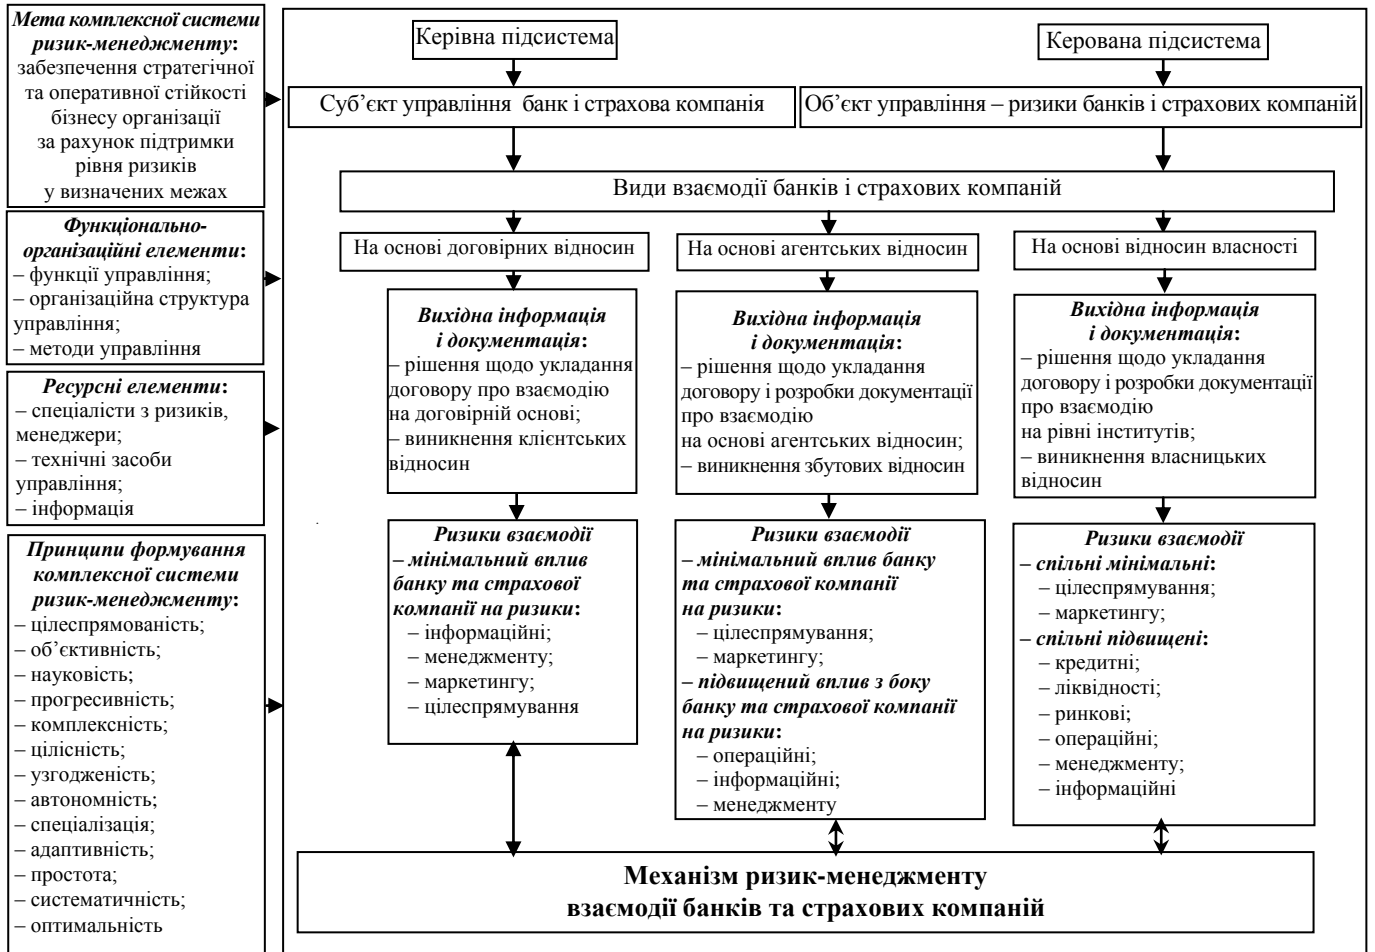 Мета комплексної системи
ризик-менеджменту:
забезпечення стратегічної
та оперативної стійкості
бізнесу організації
за рахунок підтримки
рівня ризиків
у визначених межах
Функціонально-
організаційні елементи:
– функції управління;
– організаційна структура
управління;
– методи управління
Ресурсні елементи:
– спеціалісти з ризиків,
менеджери;
– технічні засоби
управління;
– інформація
Принципи формування
комплексної системи
ризик-менеджменту:
– цілеспрямованість;
– об’єктивність;
– науковість;
– прогресивність;
– комплексність;
– цілісність;
– узгодженість;
– автономність;
– спеціалізація;
– адаптивність;
– простота;
– систематичність;
– оптимальність
Керівна підсистема
Керована підсистема
Суб’єкт управління банк і страхова компанія
Об’єкт управління – ризики банків і страхових компаній
Види взаємодії банків і страхових компаній
На основі договірних відносин
На основі агентських відносин
На основі відносин власності
Вихідна інформація
і документація:
– рішення щодо укладання
договору про взаємодію
на договірній основі;
– виникнення клієнтських
відносин
Вихідна інформація
і документація:
– рішення щодо укладання
договору і розробки документації
про взаємодію
на основі агентських відносин;
– виникнення збутових відносин
Вихідна інформація
і документація:
– рішення щодо укладання
договору і розробки документації
про взаємодію
на рівні інститутів;
– виникнення власницьких
відносин
Ризики взаємодії
– мінімальний вплив
банку та страхової
компанії на ризики:
– інформаційні;
– менеджменту;
– маркетингу;
– цілеспрямування
Ризики взаємодії
– мінімальний вплив банку
та страхової компанії
на ризики:
– цілеспрямування;
– маркетингу;
– підвищений вплив з боку
банку та страхової компанії
на ризики:
– операційні;
– інформаційні;
– менеджменту
Ризики взаємодії
– спільні мінімальні:
– цілеспрямування;
– маркетингу;
– спільні підвищені:
– кредитні;
– ліквідності;
– ринкові;
– операційні;
– менеджменту;
– інформаційні
Механізм ризик-менеджменту
взаємодії банків та страхових компаній